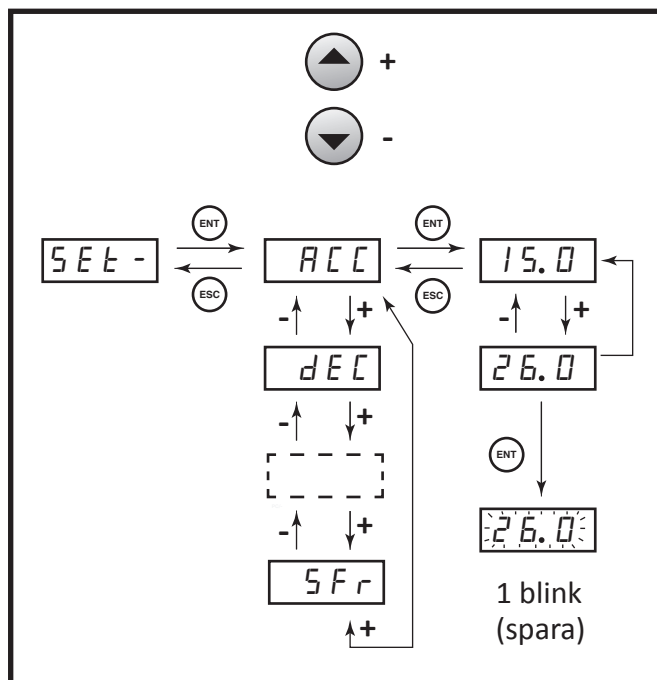 +
-
ENT ENT
SEt - ACC 15.0
ESC ESC
- + - +
dEC 26.0
- +
ENT
- +
26.0
SFr
1 blink
+
(spara)